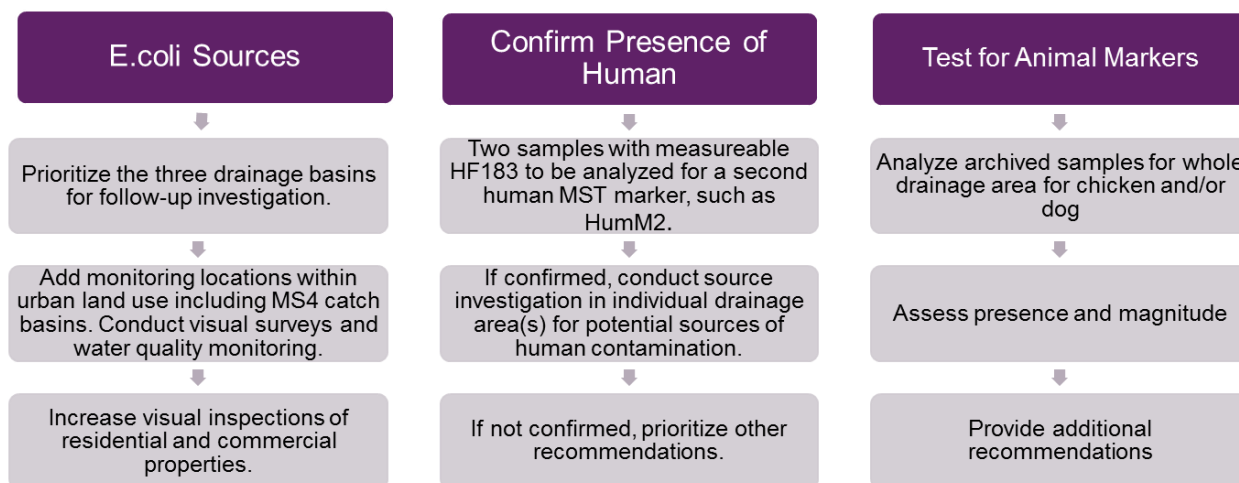 E.coli Sources
Prioritize the three drainage basins
for follow-up investigation.
Add monitoring locations within
urban land use including MS4 catch
basins. Conduct visual surveys and
water quality monitoring.
Increase visual inspections of
residential and commercial
properties.
Confirm Presence of
Human
Two samples with measureable
HF183 to be analyzed for a second
human MST marker, such as
HumM2.
If confirmed, conduct source
investigation in individual drainage
area(s) for potential sources of
human contamination.
If not confirmed, prioritize other
recommendations.
Test for Animal Markers
Analyze archived samples for whole
drainage area for chicken and/or
dog
Assess presence and magnitude
Provide additional
recommendations